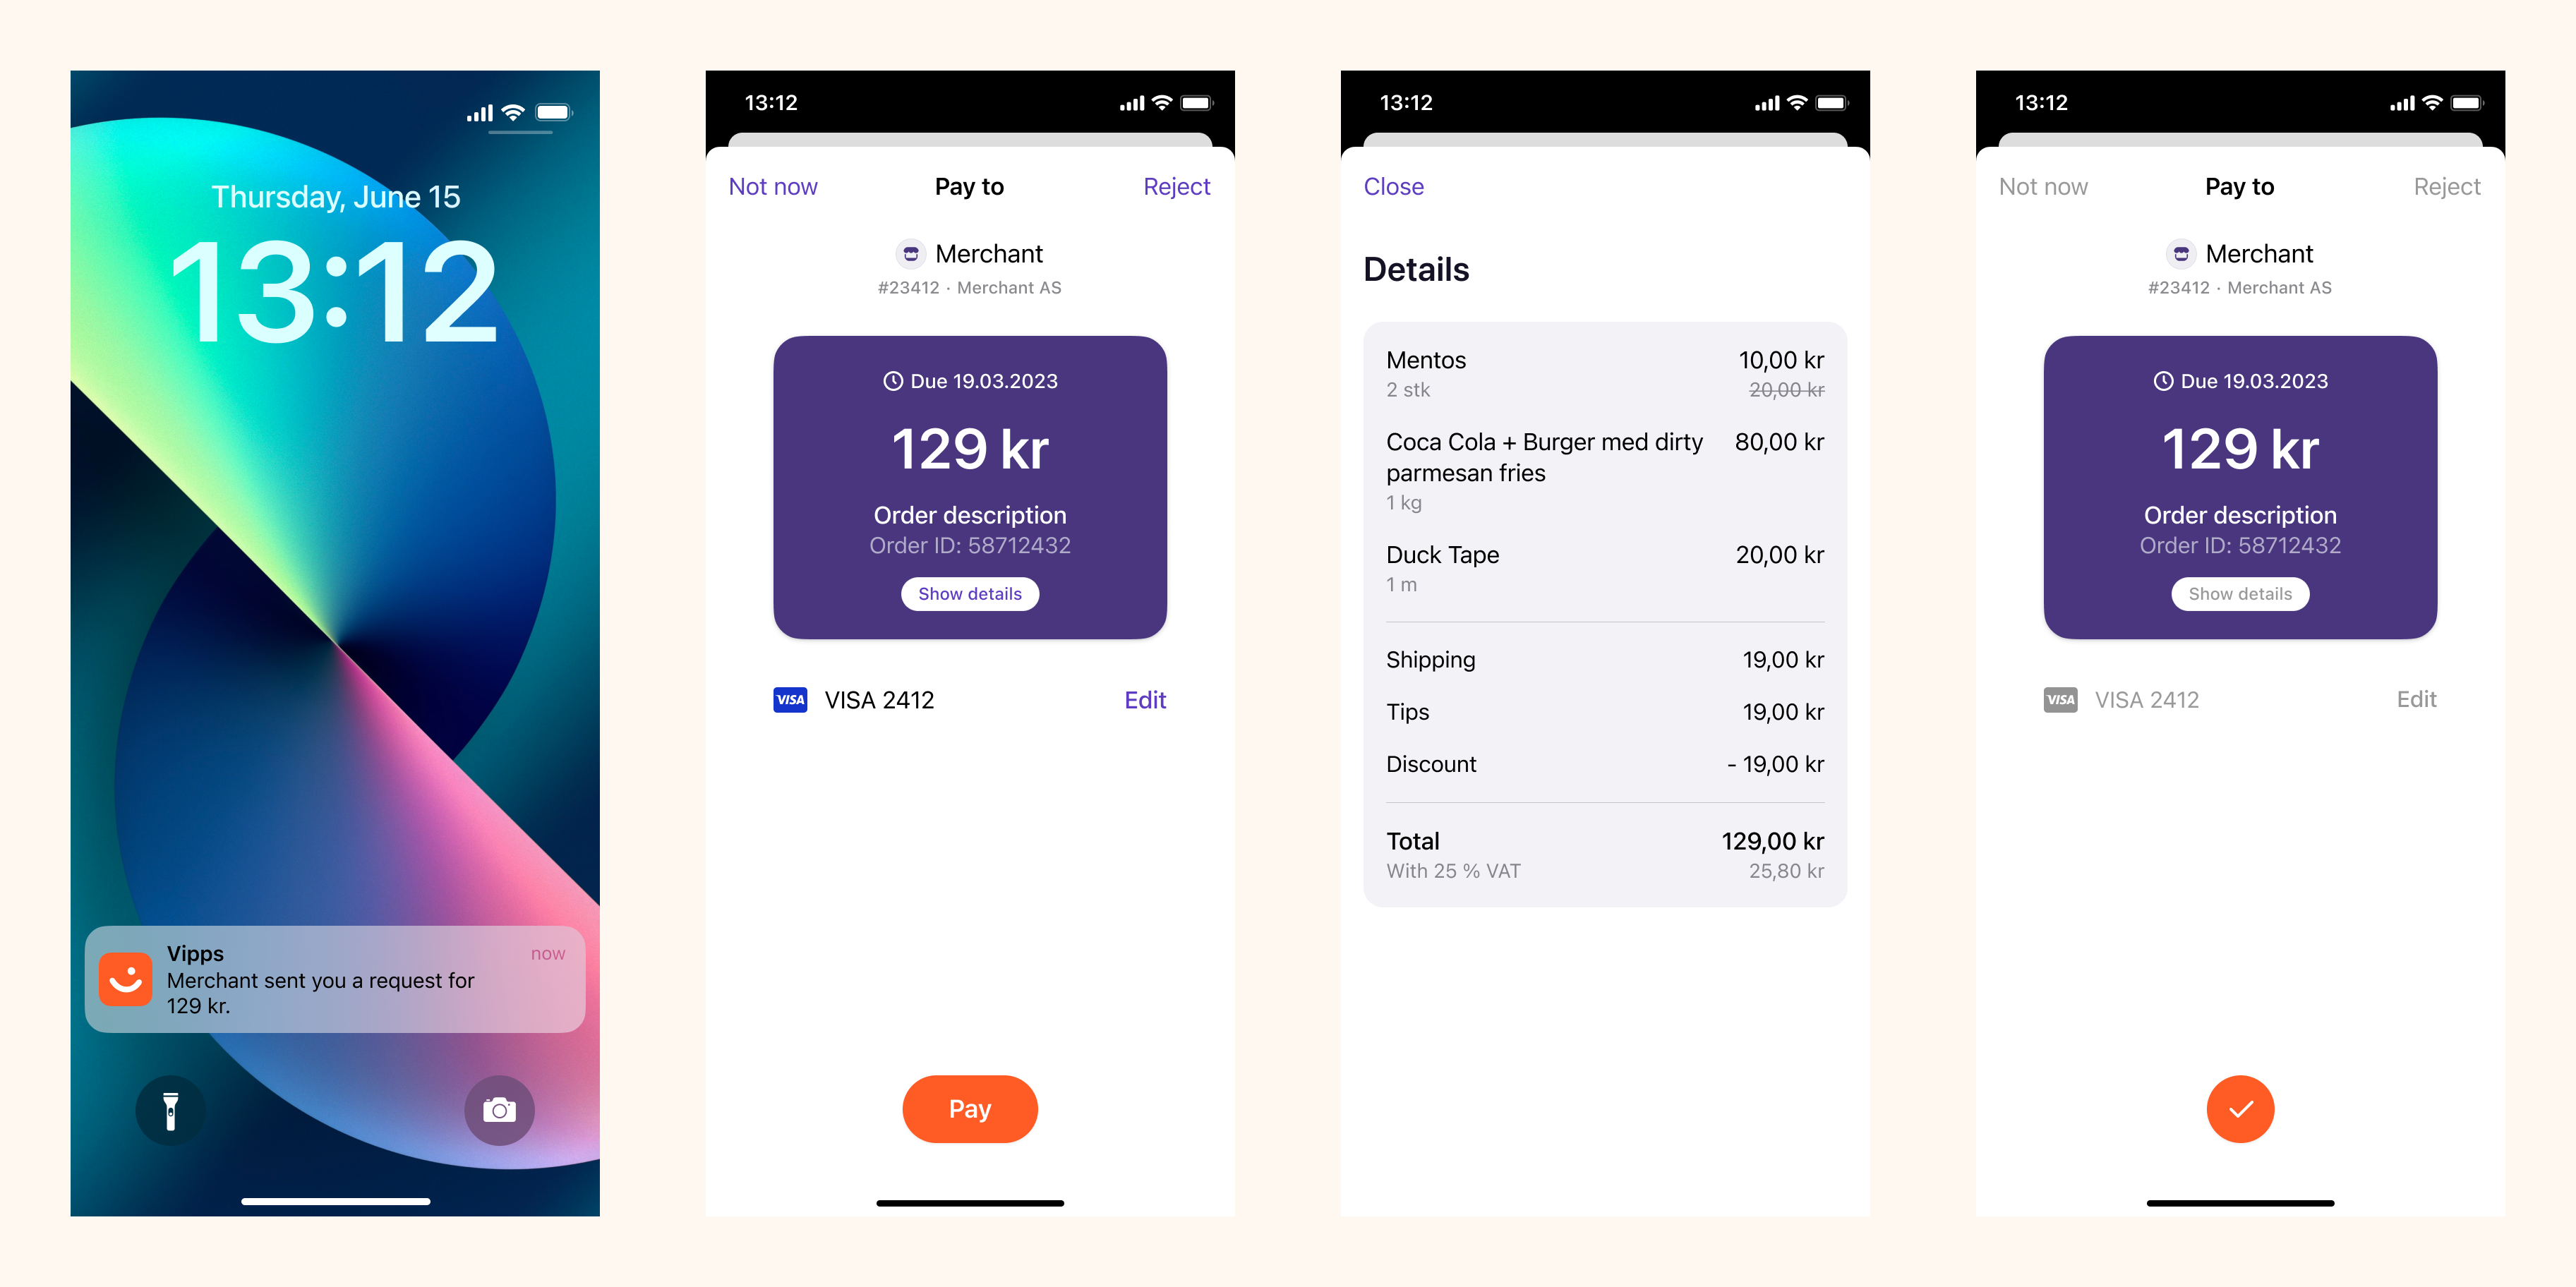 Thursday, June 15
13:12
Vipps
now
Merchant sent you a request for
129 kr.
13:12
Not now
Pay to
Reject
Merchant
#23412 · Merchant AS
Due 19.03.2023
129 kr
Order description
Order ID: 58712432
Show details
VISA
VISA 2412
Edit
Pay
13:12
Close
Details
Mentos 10,00 kr
2 stk 20,00 kr
Coca Cola + Burger med dirty 80,00 kr
parmesan fries
1 kg
Duck Tape 20,00 kr
1 m
Shipping 19,00 kr
Tips 19,00 kr
Discount - 19,00 kr
Total 129,00 kr
With 25 % VAT 25,80 kr
13:12
Not now
Pay to
Reject
Merchant
#23412 · Merchant AS
Due 19.03.2023
129 kr
Order description
Order ID: 58712432
Show details
VISA
VISA 2412
Edit